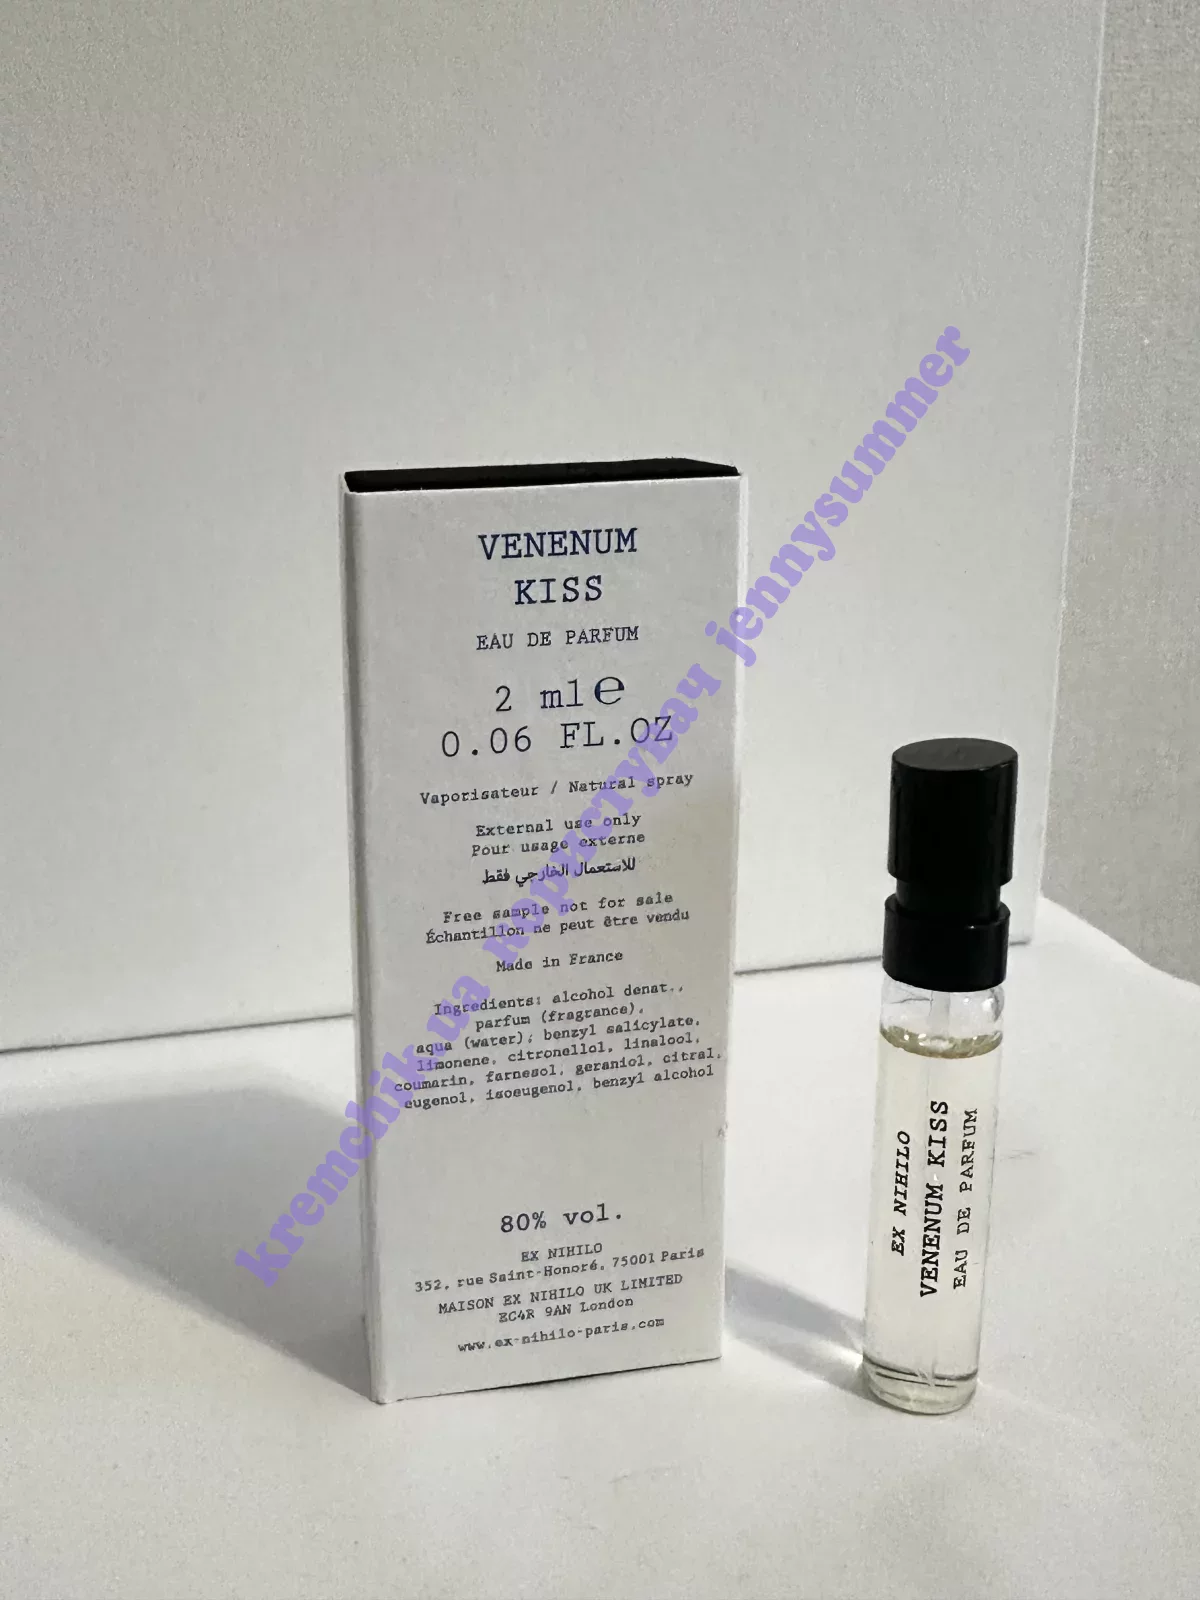 VENENUM
KISS
EAU DE PARFUM
2 ml℮
0.06 FL.OZ
Vaporisateur / Natural spray
External use only
Pour usage externe
للاستعمال الخارجي فقط
Free sample not for sale
Échantillon ne peut être vendu
Made in France
Ingredients: alcohol denat.,
parfum (fragrance),
aqua (water), benzyl salicylate,
limonene, citronellol, linalool,
coumarin, farnesol, geraniol, citral,
eugenol, isoeugenol, benzyl alcohol
80% vol.
EX NIHILO
352, rue Saint-Honoré, 75001 Paris
MAISON EX NIHILO UK LIMITED
EC4R 9AN London
www.ex-nihilo-paris.com
EX NIHILO
VENENUM KISS
EAU DE PARFUM
kremchik.ua користувач jennysummer